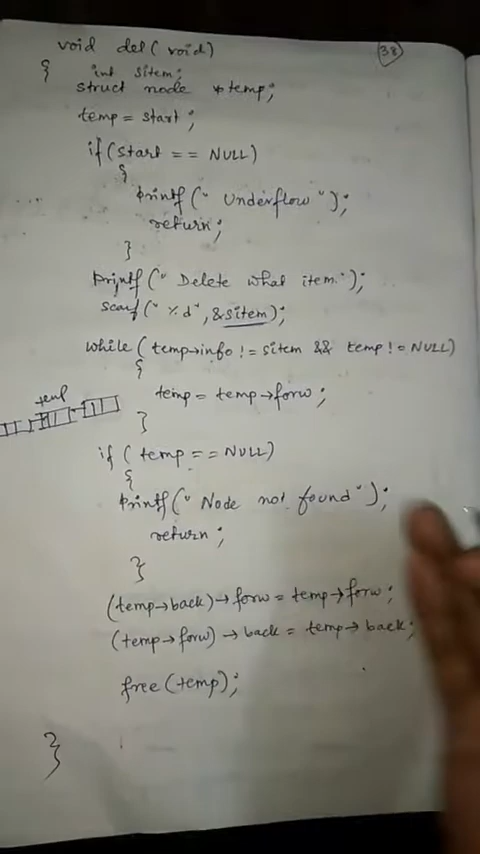 38
void del(void)
{
int sitem;
struct node *temp;
temp = start;
if(start == NULL)
{
printf(" Underflow");
return;
}
printf(" Delete what item");
scanf("%d", &sitem);
while( temp→info != sitem && temp != NULL)
{
temp = temp→forw;
}
temp
if( temp == NULL)
{
printf(" Node not found");
return;
}
(temp→back)→forw = temp→forw;
(temp→forw)→back = temp→back;
free(temp);
}